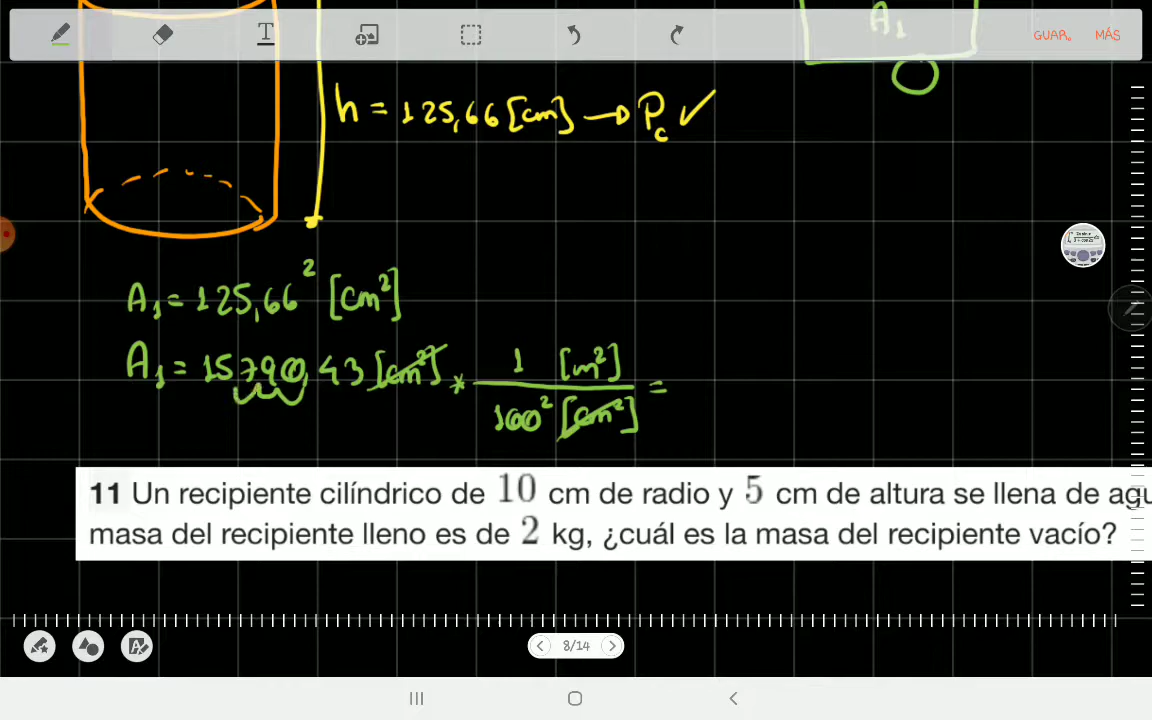 A1
T
GUAR. MÁS
h = 125,66 [cm] → Pc ✓
A1 = 125,66² [cm²]
A1 = 15790,43 [cm²] * 1 [m²] / 100² [cm²] =
11 Un recipiente cilíndrico de 10 cm de radio y 5 cm de altura se llena de agu
masa del recipiente lleno es de 2 kg, ¿cuál es la masa del recipiente vacío?
8/14